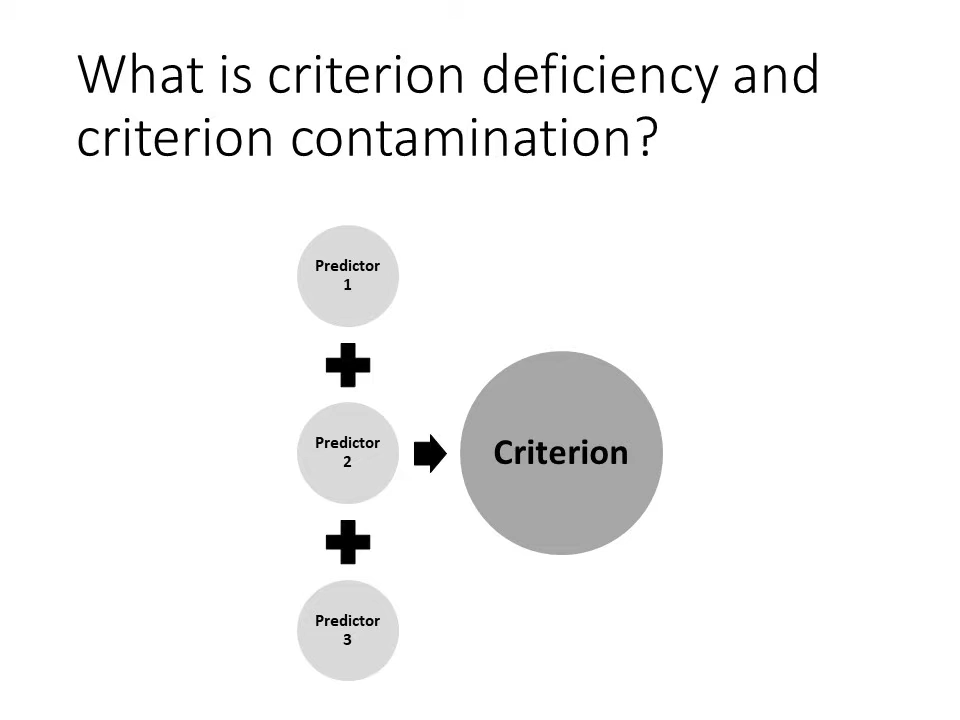 What is criterion deficiency and
criterion contamination?
Predictor
1
Predictor
2
Criterion
Predictor
3